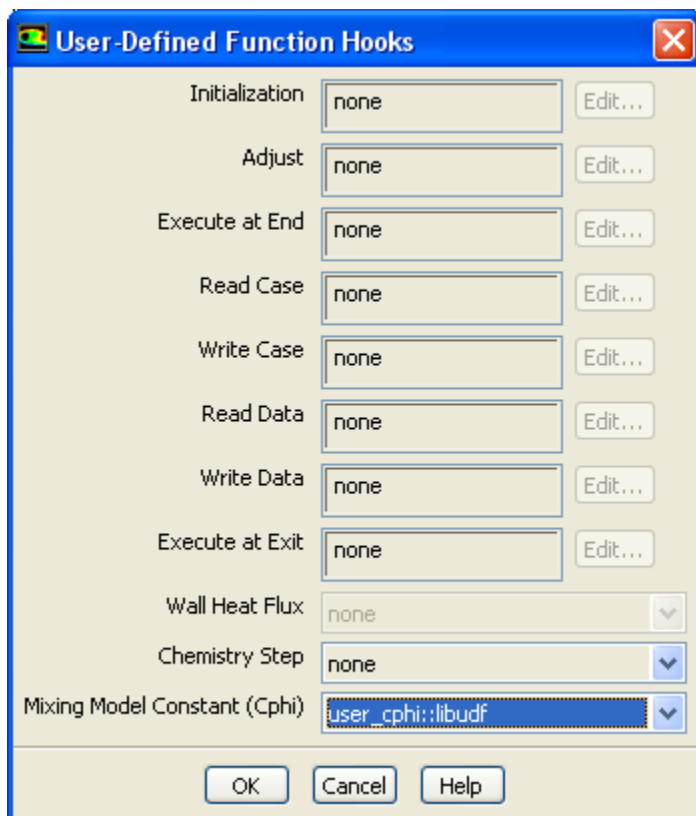 User-Defined Function Hooks
Initialization none Edit...
Adjust none Edit...
Execute at End none Edit...
Read Case none Edit...
Write Case none Edit...
Read Data none Edit...
Write Data none Edit...
Execute at Exit none Edit...
Wall Heat Flux none
Chemistry Step none
Mixing Model Constant (Cphi) user_cphi::libudf
OK Cancel Help